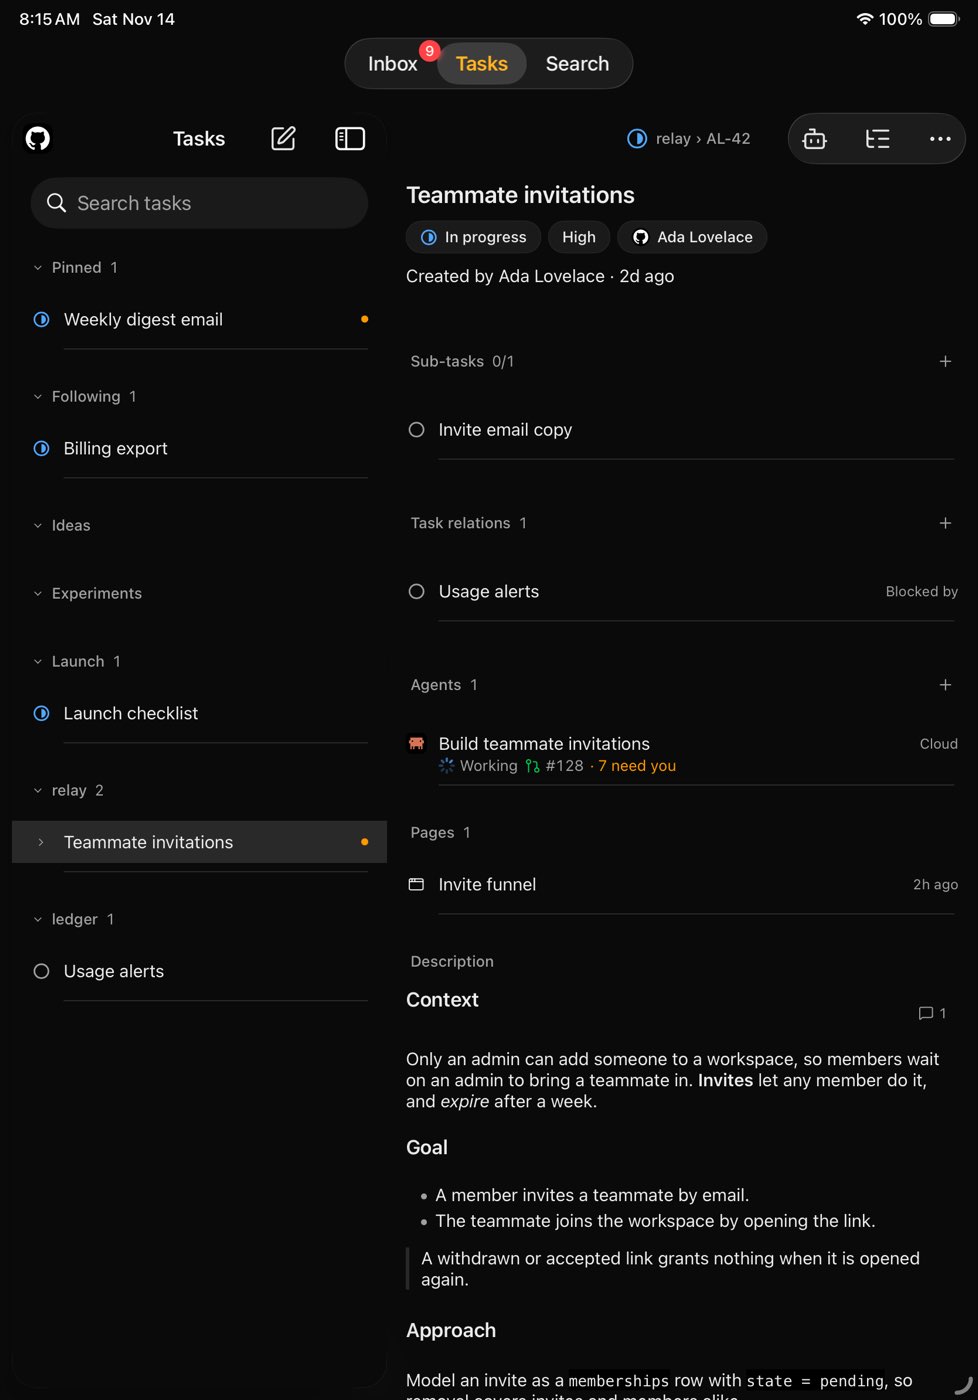 8:15 AM Sat Nov 14
100%
Inbox 9
Tasks
Search
Tasks
Search tasks
Pinned 1
Weekly digest email
Following 1
Billing export
Ideas
Experiments
Launch 1
Launch checklist
relay 2
Teammate invitations
ledger 1
Usage alerts
relay › AL-42
Teammate invitations
In progress
High
Ada Lovelace
Created by Ada Lovelace · 2d ago
Sub-tasks 0/1
Invite email copy
Task relations 1
Usage alerts
Blocked by
Agents 1
Build teammate invitations
Cloud
Working #128 · 7 need you
Pages 1
Invite funnel
2h ago
Description
Context
1
Only an admin can add someone to a workspace, so members wait
on an admin to bring a teammate in. Invites let any member do it,
and expire after a week.
Goal
• A member invites a teammate by email.
• The teammate joins the workspace by opening the link.
A withdrawn or accepted link grants nothing when it is opened
again.
Approach
Model an invite as a memberships row with state = pending, so
removal covers invites and members alike.